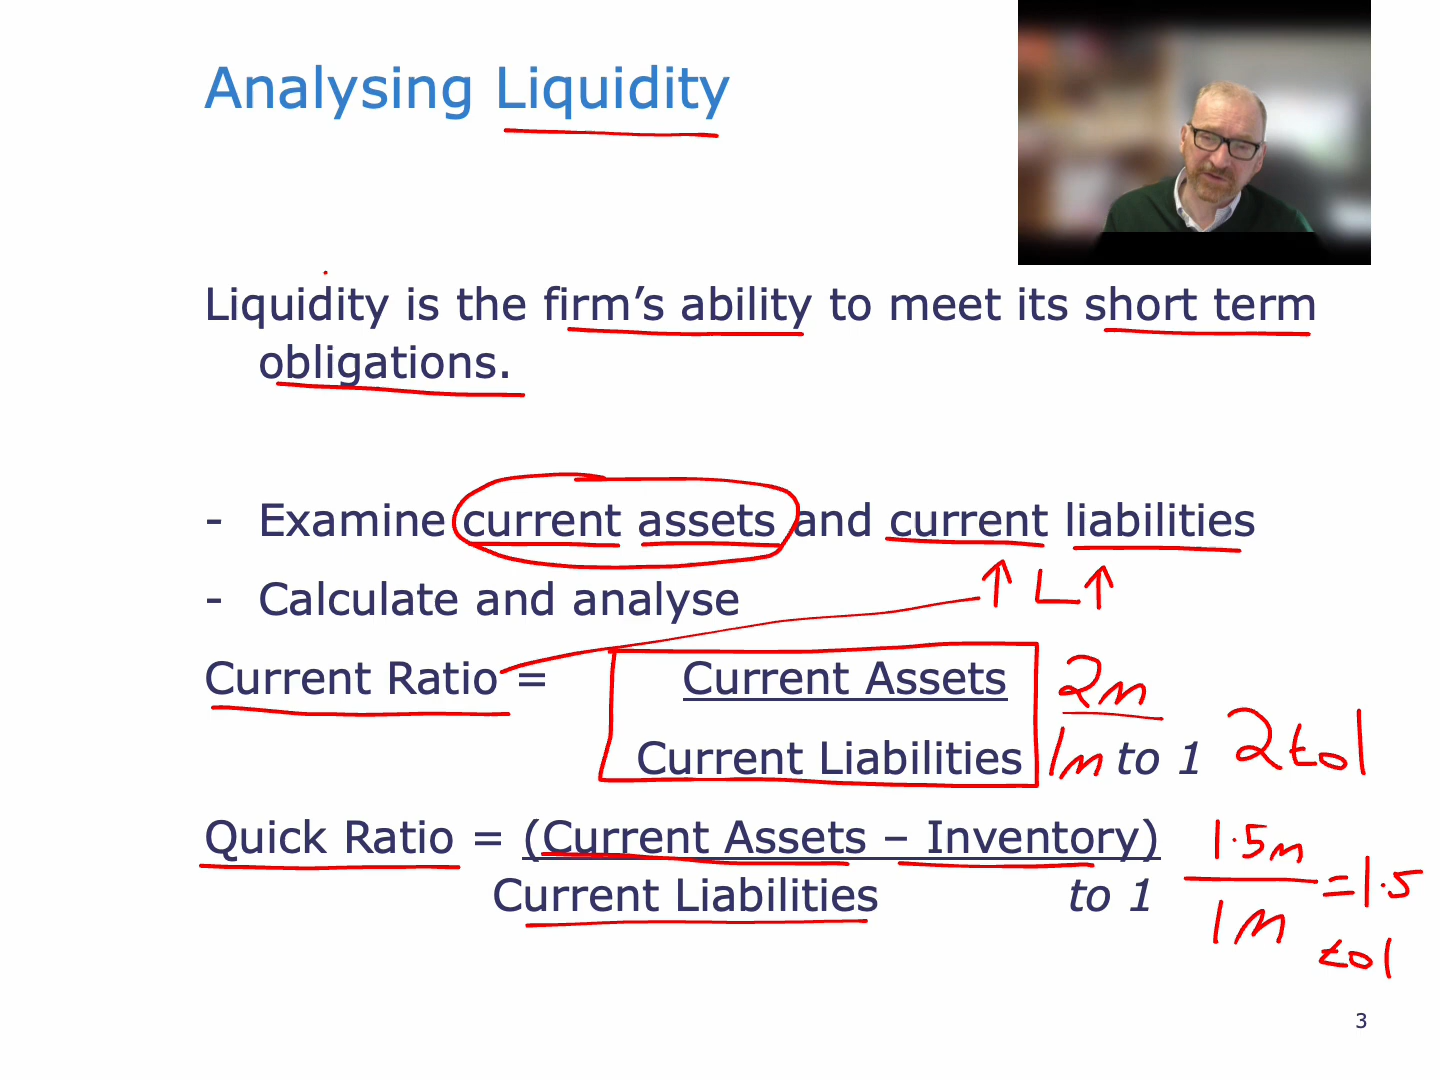 Analysing Liquidity
Liquidity is the firm's ability to meet its short term
obligations.
- Examine current assets and current liabilities
↑ L ↑
- Calculate and analyse
Current Ratio = Current Assets 2m
Current Liabilities 1m to 1 2 to 1
Quick Ratio = (Current Assets – Inventory) 1.5m
Current Liabilities to 1 1m = 1.5
to 1
3